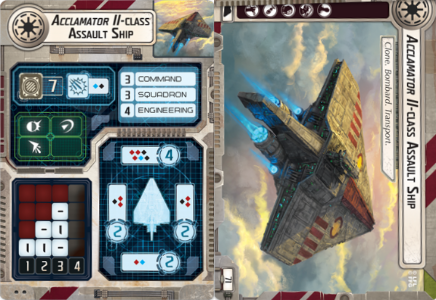 ACCLAMATOR II-CLASS
ASSAULT SHIP
7
3 COMMAND
3 SQUADRON
4 ENGINEERING
4
2 2
2
1 2 3 4
ACCLAMATOR II-CLASS ASSAULT SHIP
Clone. Bombard. Transport.